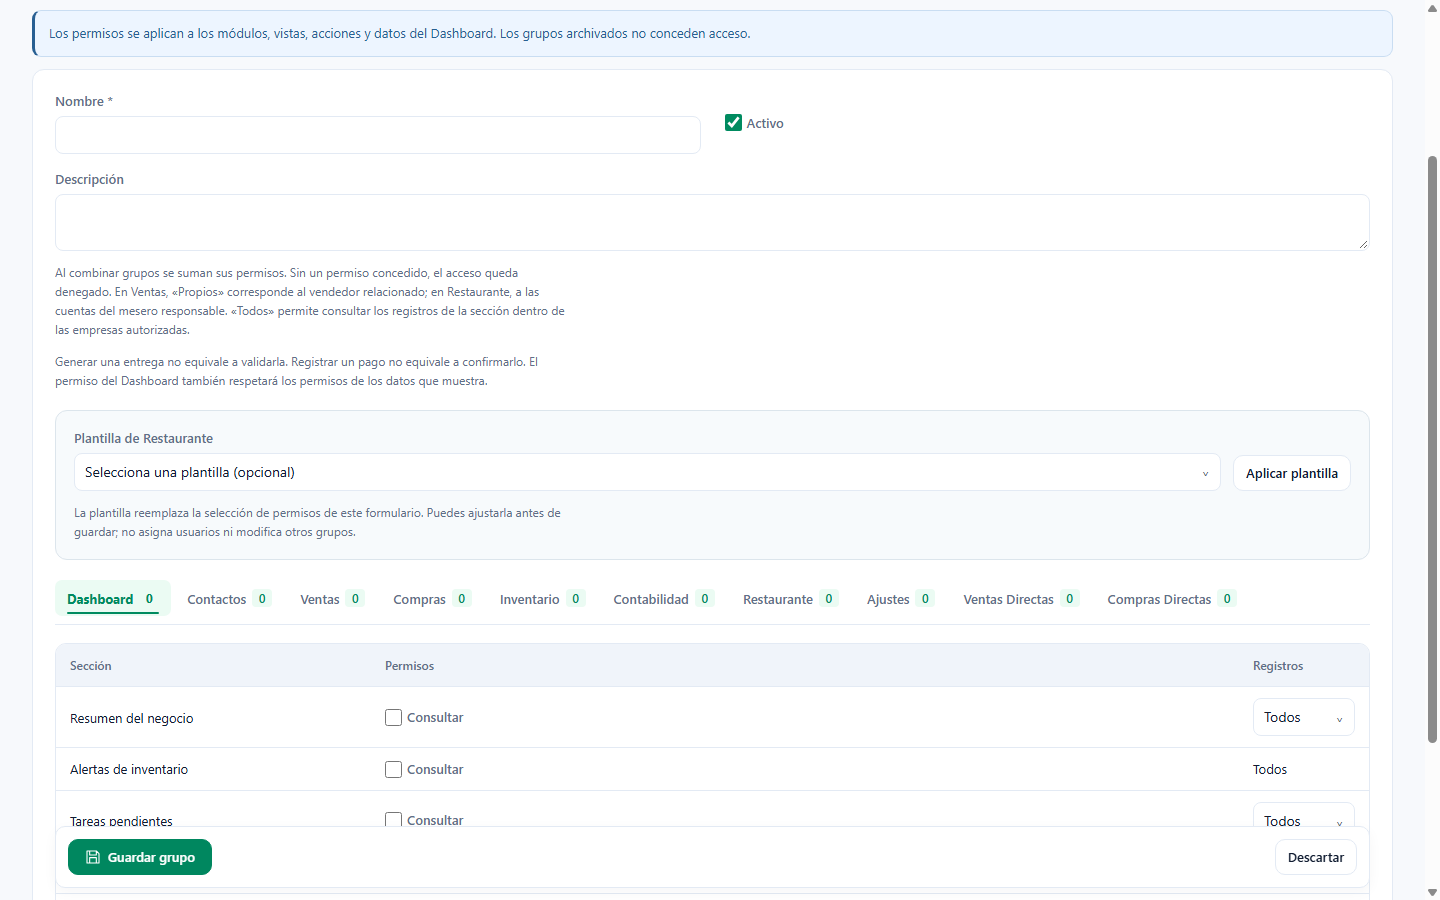 Los permisos se aplican a los módulos, vistas, acciones y datos del Dashboard. Los grupos archivados no conceden acceso.
Nombre *
Activo
Descripción
Al combinar grupos se suman sus permisos. Sin un permiso concedido, el acceso queda
denegado. En Ventas, «Propios» corresponde al vendedor relacionado; en Restaurante, a las
cuentas del mesero responsable. «Todos» permite consultar los registros de la sección dentro de
las empresas autorizadas.
Generar una entrega no equivale a validarla. Registrar un pago no equivale a confirmarlo. El
permiso del Dashboard también respetará los permisos de los datos que muestra.
Plantilla de Restaurante
Selecciona una plantilla (opcional)
Aplicar plantilla
La plantilla reemplaza la selección de permisos de este formulario. Puedes ajustarla antes de
guardar; no asigna usuarios ni modifica otros grupos.
Dashboard 0 Contactos 0 Ventas 0 Compras 0 Inventario 0 Contabilidad 0 Restaurante 0 Ajustes 0 Ventas Directas 0 Compras Directas 0
Sección Permisos Registros
Resumen del negocio Consultar Todos
Alertas de inventario Consultar Todos
Tareas pendientes Consultar Todos
Guardar grupo Descartar